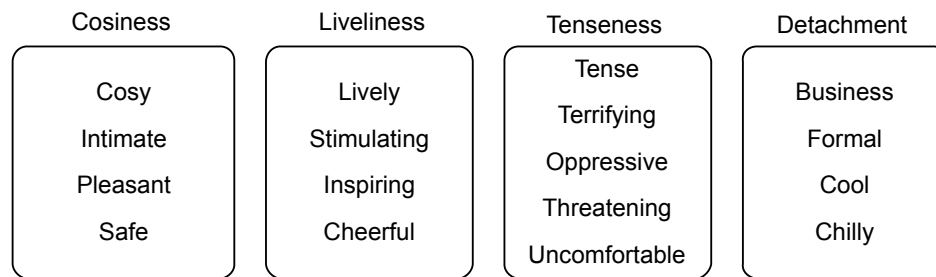 Cosiness
Cosy
Intimate
Pleasant
Safe
Liveliness
Lively
Stimulating
Inspiring
Cheerful
Tenseness
Tense
Terrifying
Oppressive
Threatening
Uncomfortable
Detachment
Business
Formal
Cool
Chilly